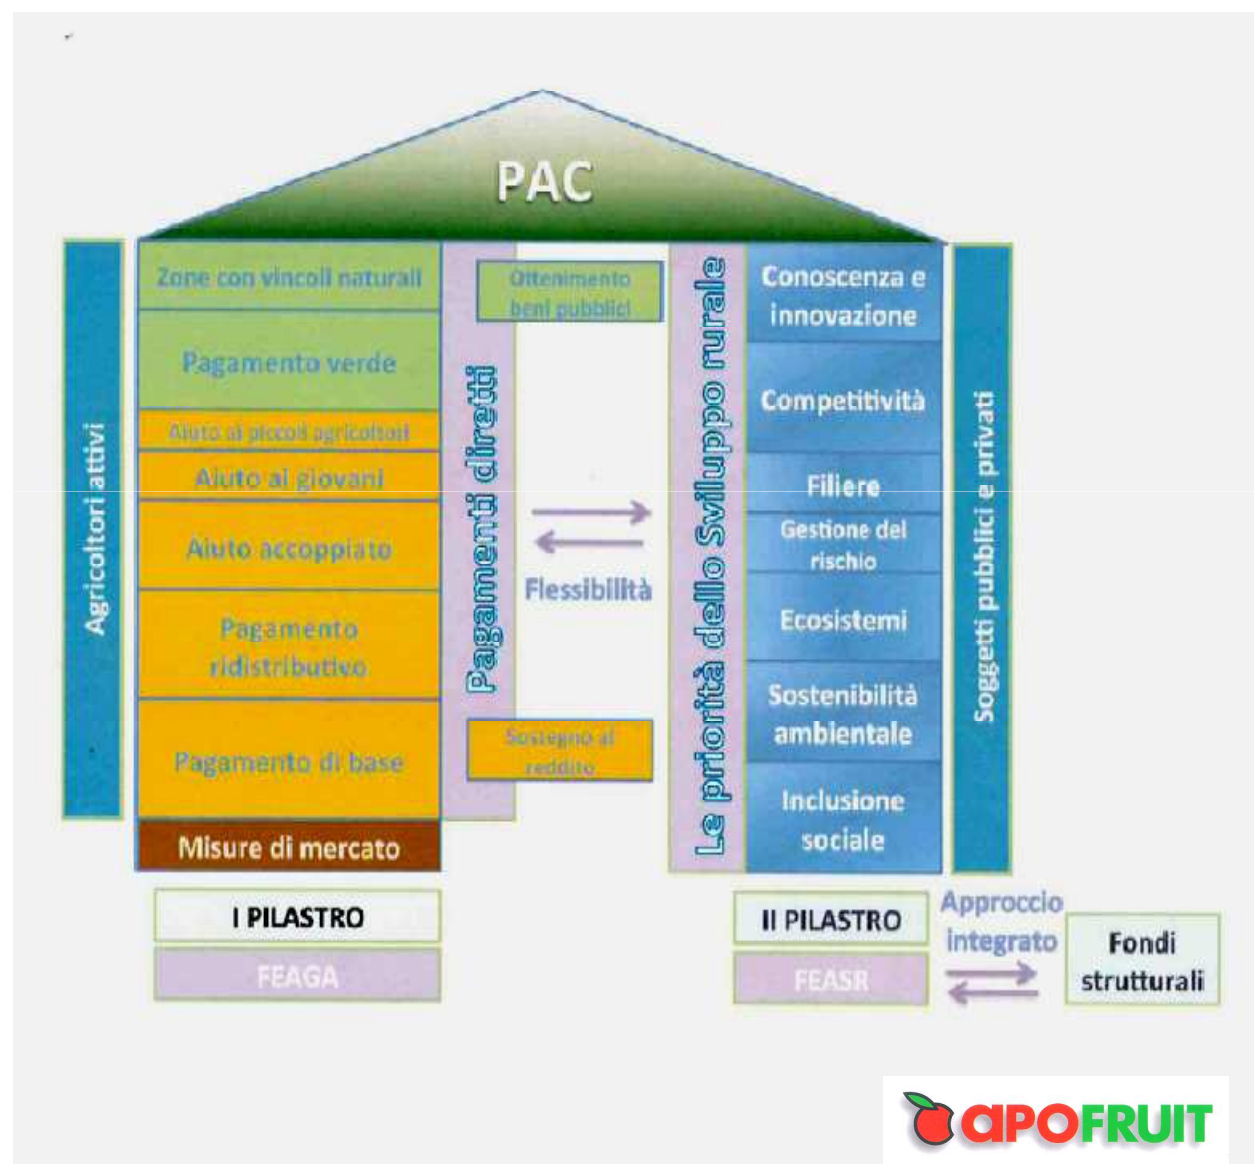 PAC
Agricoltori attivi
Zone con vincoli naturali
Pagamento verde
Aiuto ai piccoli agricoltori
Aiuto ai giovani
Aiuto accoppiato
Pagamento
ridistributivo
Pagamento di base
Misure di mercato
I PILASTRO
FEAGA
Pagamenti diretti
Ottenimento
beni pubblici
Flessibilità
Sostegno al
reddito
Le priorità dello Sviluppo rurale
Conoscenza e
innovazione
Competitività
Filiere
Gestione del
rischio
Ecosistemi
Sostenibilità
ambientale
Inclusione
sociale
II PILASTRO
FEASR
Soggetti pubblici e privati
Approccio
integrato
Fondi
strutturali
APOFRUIT